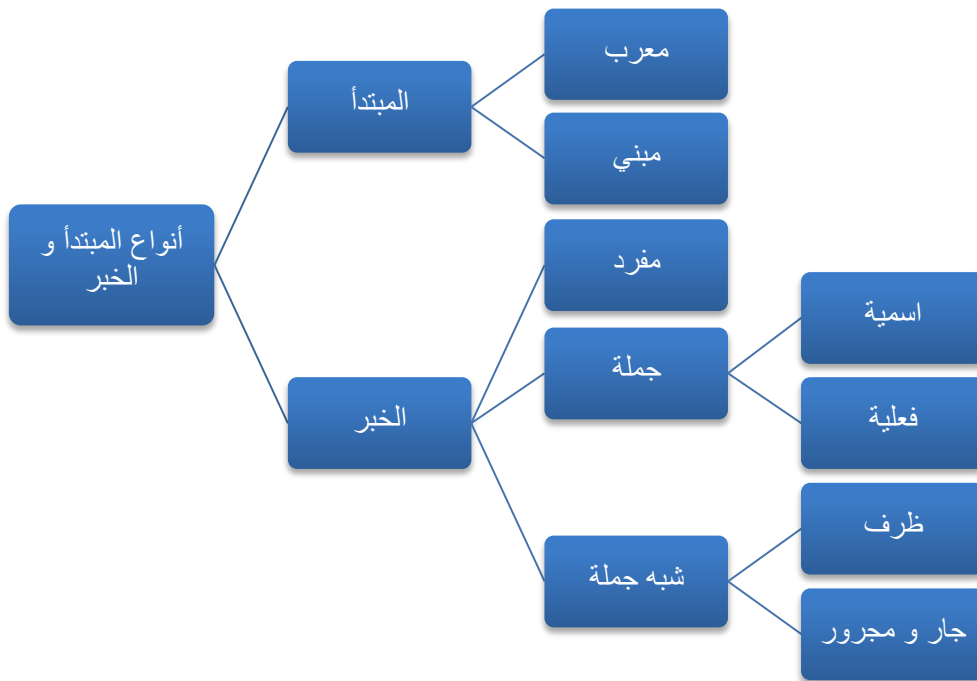 أنواع المبتدأ و
الخبر
المبتدأ
معرب
مبني
الخبر
مفرد
جملة
اسمية
فعلية
شبه جملة
ظرف
جار و مجرور